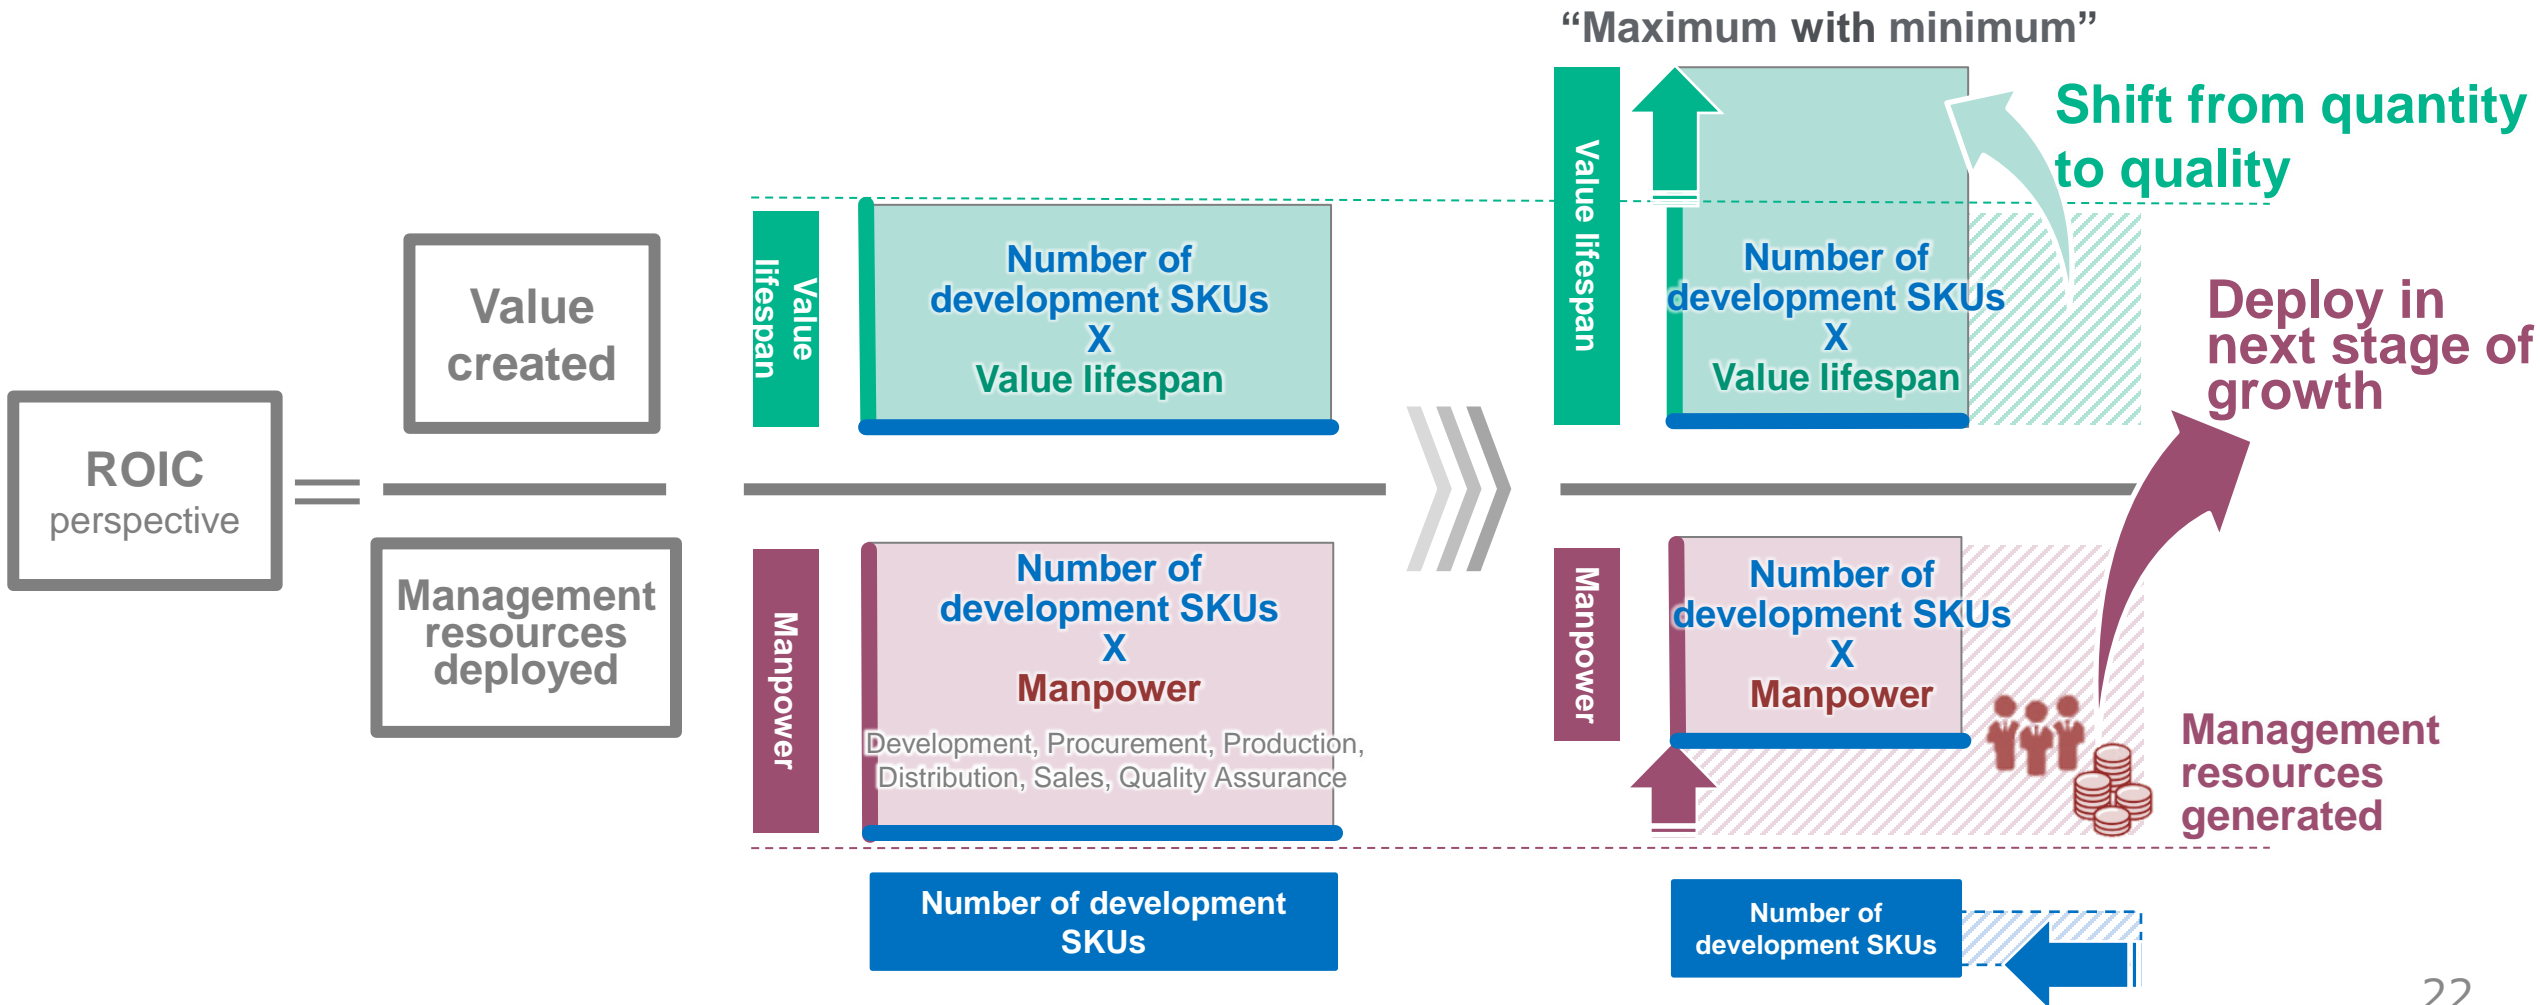 “Maximum with minimum”
Shift from quantity
to quality
Deploy in
next stage of
growth
ROIC
perspective
Value
created
Management
resources
deployed
Value
lifespan
Number of
development SKUs
X
Value lifespan
Manpower
Number of
development SKUs
X
Manpower
Development, Procurement, Production,
Distribution, Sales, Quality Assurance
Number of development
SKUs
Value lifespan
Number of
development SKUs
X
Value lifespan
Manpower
Number of
development SKUs
X
Manpower
Management
resources
generated
Number of
development SKUs
22